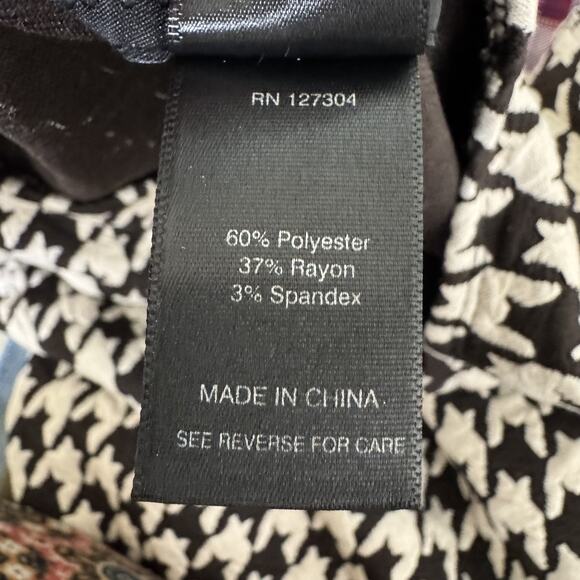 RN 127304
60% Polyester
37% Rayon
3% Spandex
MADE IN CHINA
SEE REVERSE FOR CARE